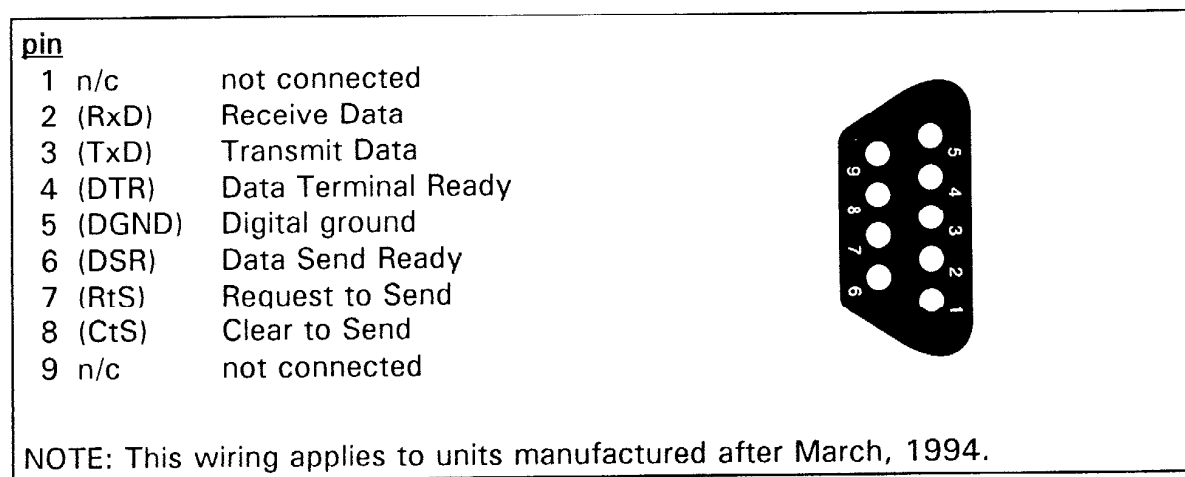 pin
1 n/c not connected
2 (RxD) Receive Data
3 (TxD) Transmit Data
4 (DTR) Data Terminal Ready
5 (DGND) Digital ground
6 (DSR) Data Send Ready
7 (RtS) Request to Send
8 (CtS) Clear to Send
9 n/c not connected
5
9
4
8
3
7
2
6
1
NOTE: This wiring applies to units manufactured after March, 1994.